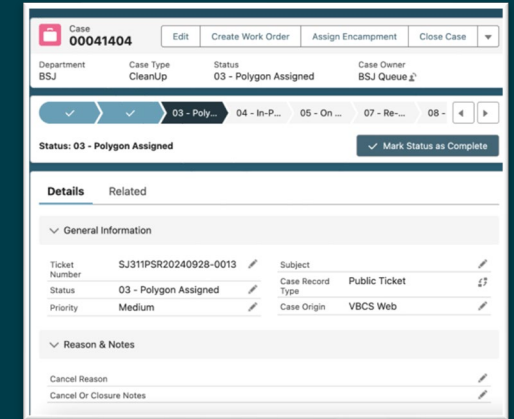 Case
00041404
Edit
Create Work Order
Assign Encampment
Close Case
Department
BSJ
Case Type
CleanUp
Status
03 - Polygon Assigned
Case Owner
BSJ Queue
03 - Poly...
04 - In-P...
05 - On ...
07 - Re-...
08 -
Status: 03 - Polygon Assigned
Mark Status as Complete
Details
Related
General Information
Ticket Number
SJ311PSR20240928-0013
Subject
Status
03 - Polygon Assigned
Case Record Type
Public Ticket
Priority
Medium
Case Origin
VBCS Web
Reason & Notes
Cancel Reason
Cancel Or Closure Notes